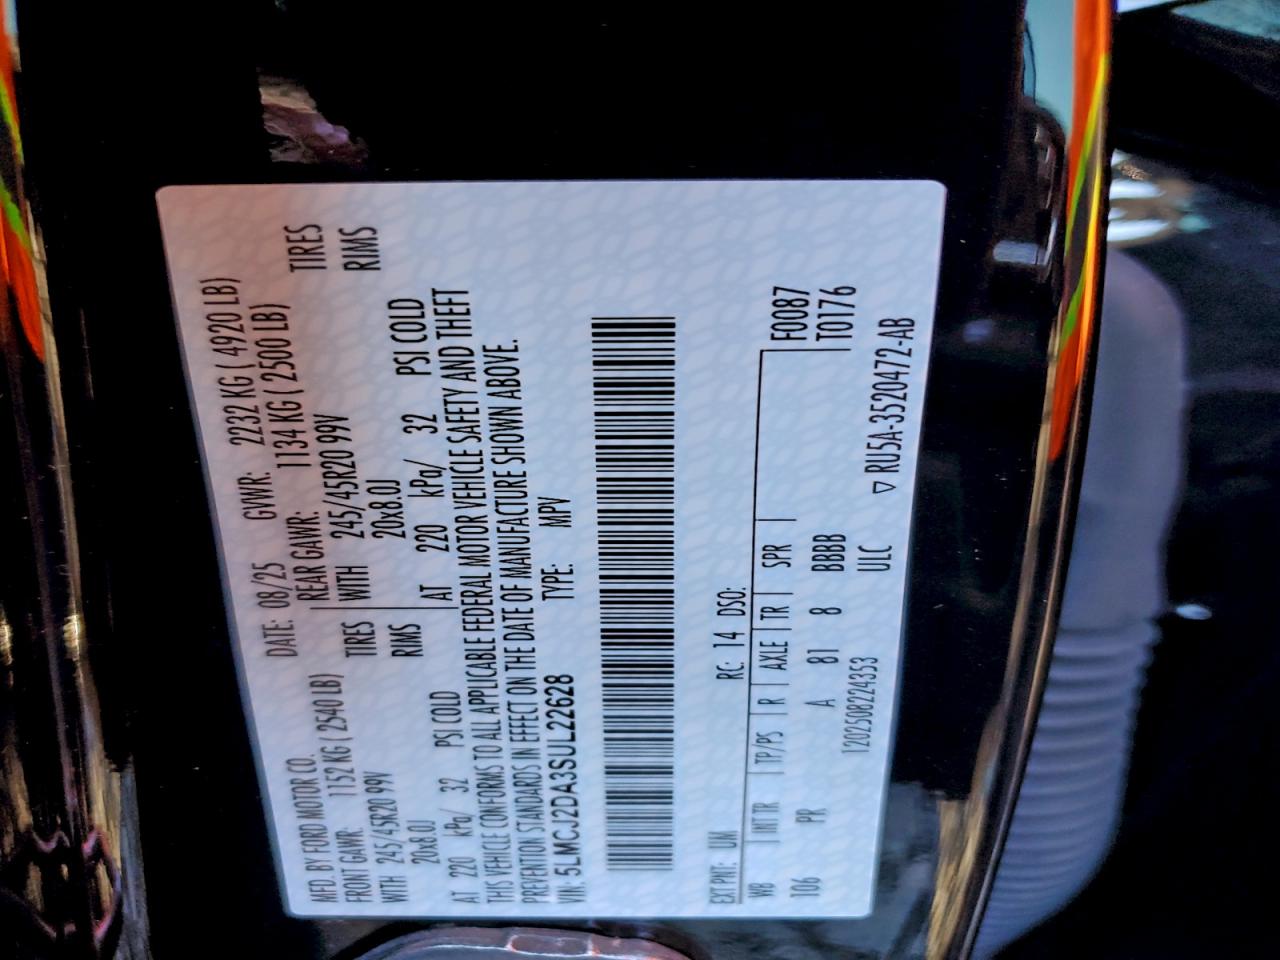 MFD. BY FORD MOTOR CO. DATE: 08/25 GWR: 2232 KG ( 4920 LB)
FRONT GAWR: 1152 KG ( 2540 LB) REAR GAWR: 1134 KG ( 2500 LB)
WITH 245/45R20 99V TIRES WITH 245/45R20 99V TIRES
20x8.0J RIMS 20x8.0J RIMS
AT 220 kPa/ 32 PSI COLD AT 220 kPa/ 32 PSI COLD
THIS VEHICLE CONFORMS TO ALL APPLICABLE FEDERAL MOTOR VEHICLE SAFETY AND THEFT
PREVENTION STANDARDS IN EFFECT ON THE DATE OF MANUFACTURE SHOWN ABOVE.
VIN: 5LMCJ2DA3SUL22628 TYPE: MPV
EXT PNT: UM RC: 14 DSO:
WB INT TR TP/PS R AXLE TR SPR F0087
106 PR A 81 8 BBBB T0176
1202508224353 ULC
▽ RU5A-3520472-AB